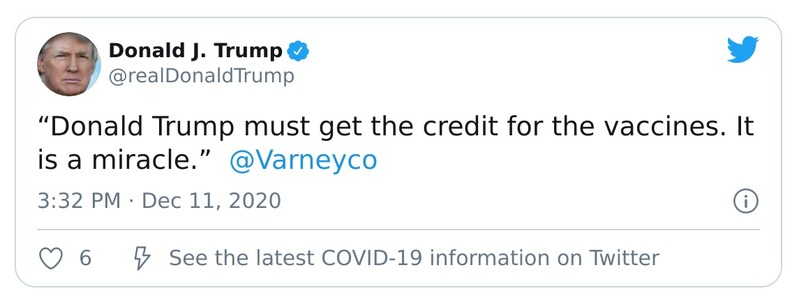 Donald J. Trump
@realDonaldTrump
“Donald Trump must get the credit for the vaccines. It
is a miracle.” @Varneyco
3:32 PM · Dec 11, 2020
6 See the latest COVID-19 information on Twitter